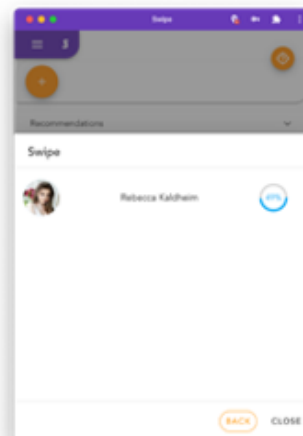 Swipe
Recommendations
Swipe
Rebecca Kaldheim
BACK CLOSE